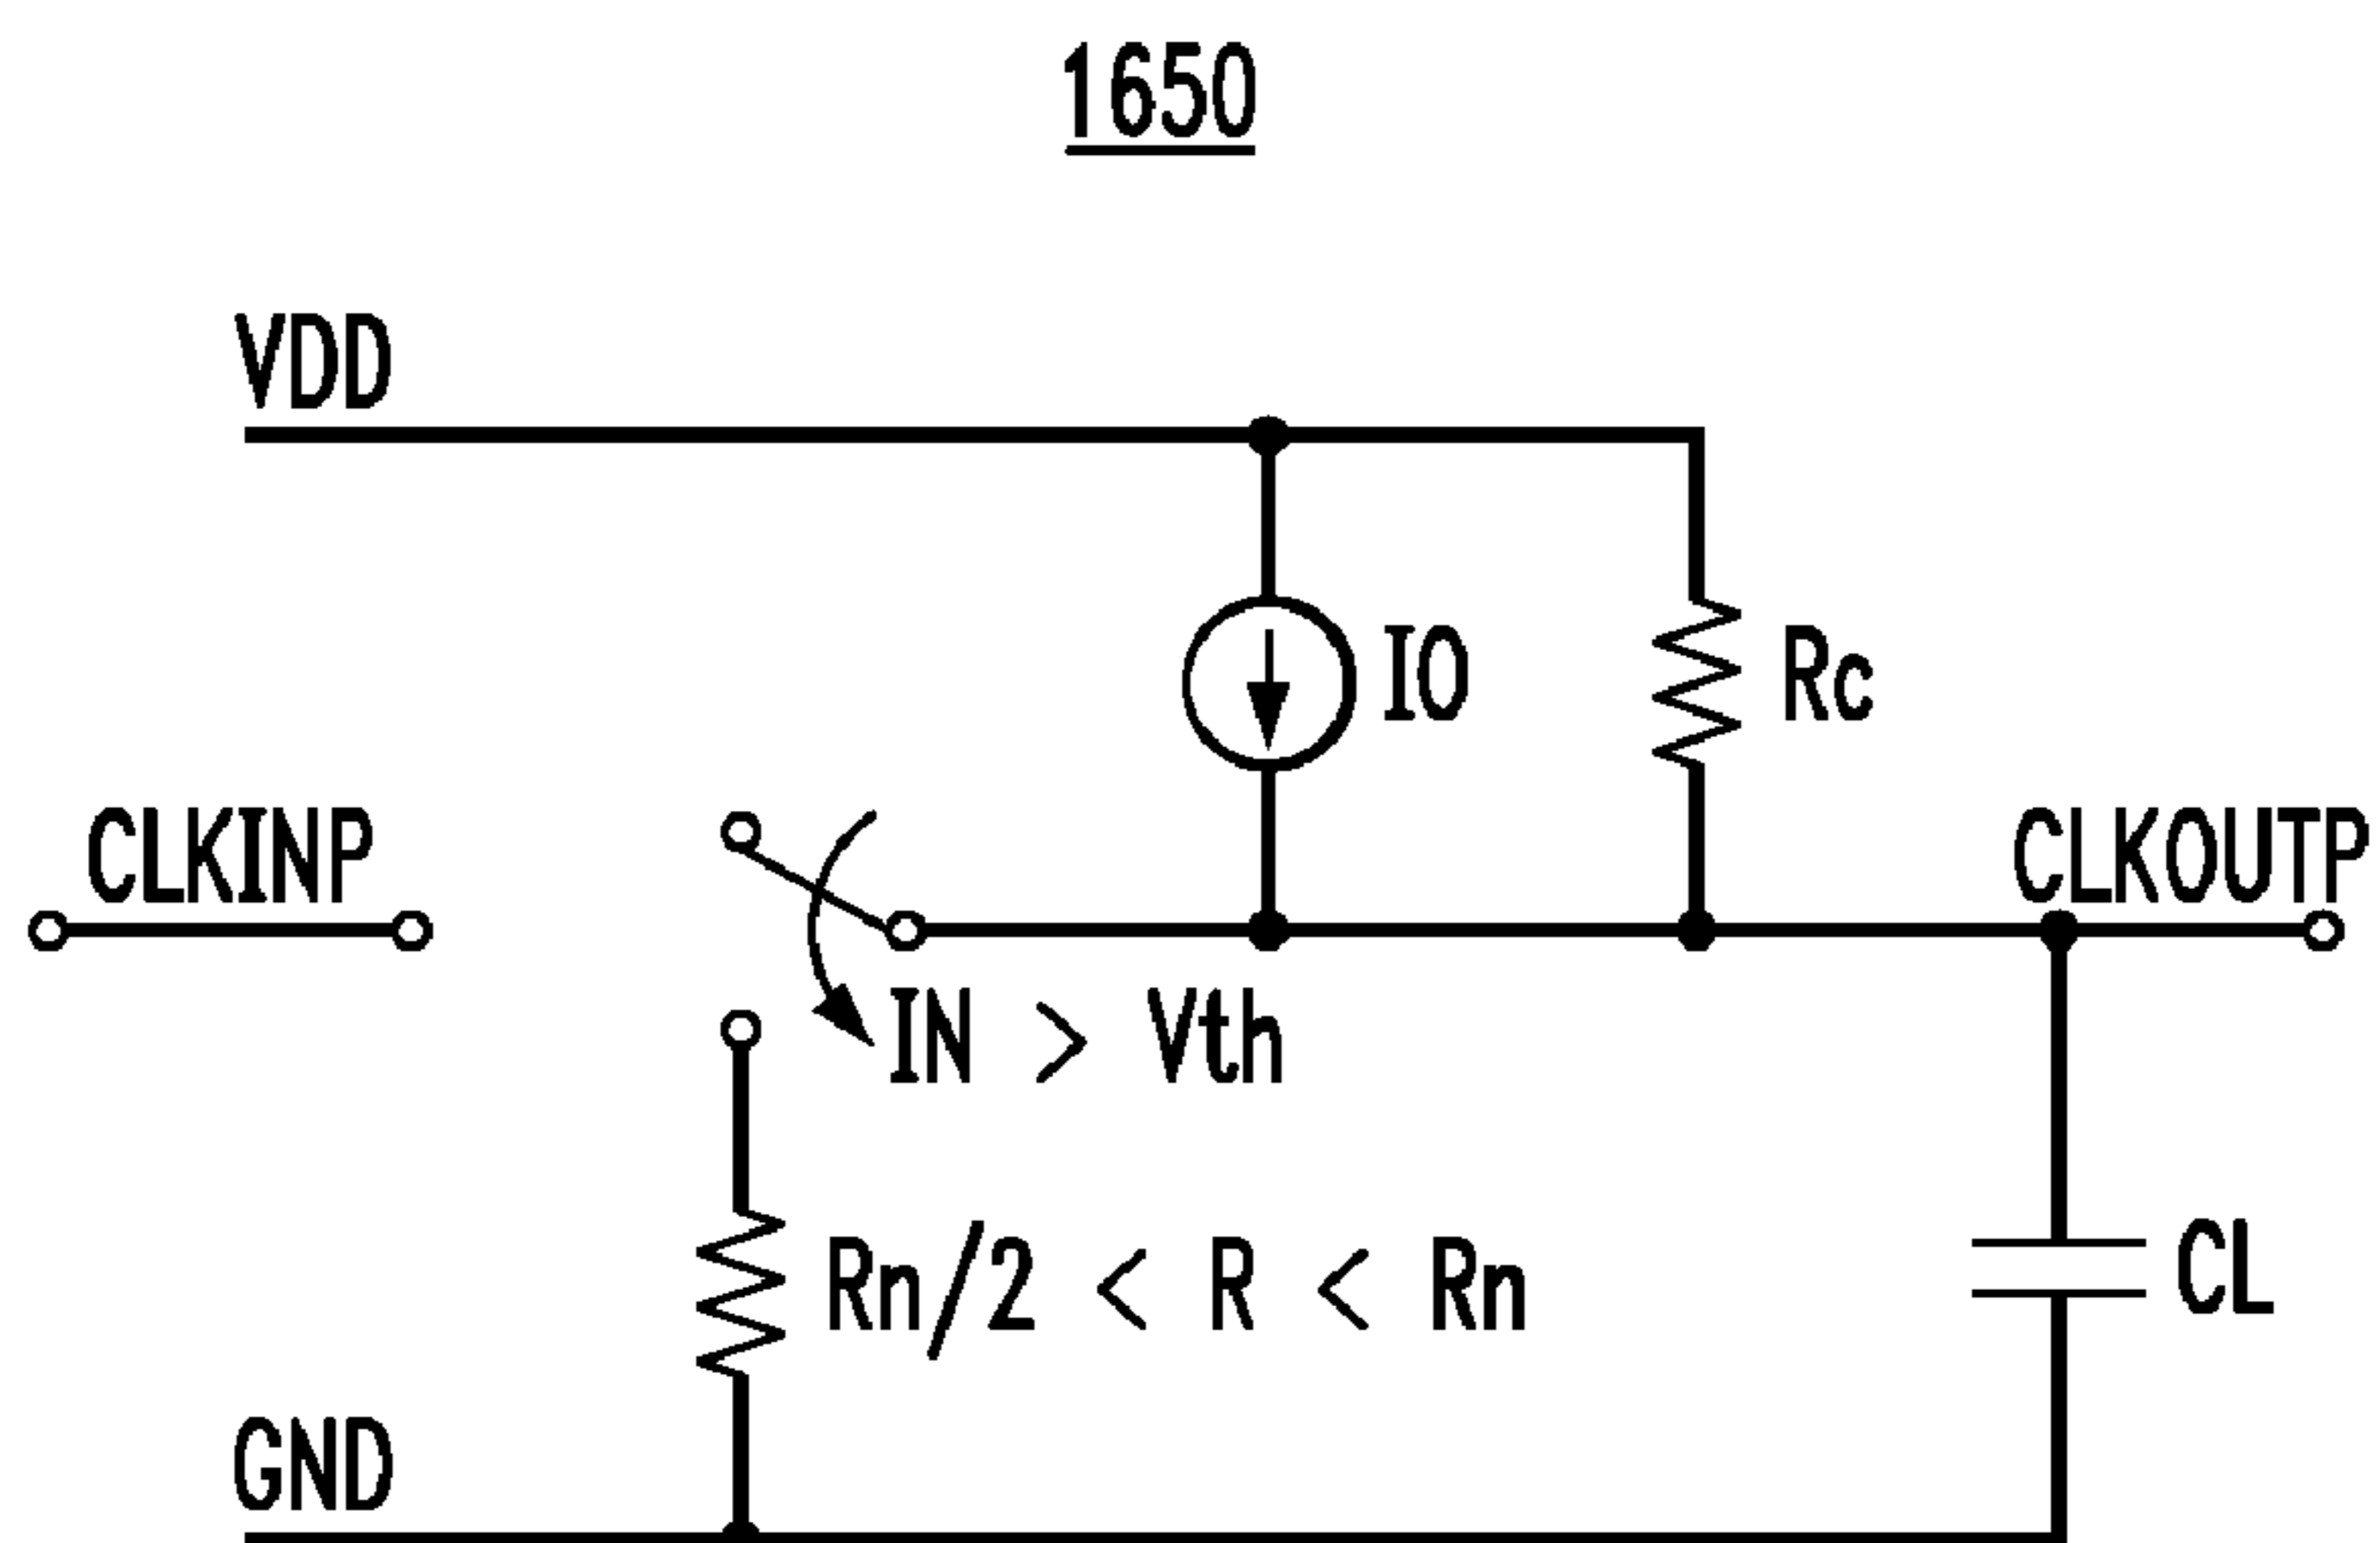 1650
VDD
IO
Rc
CLKINP
CLKOUTP
IN > Vth
Rn/2 < R < Rn
CL
GND